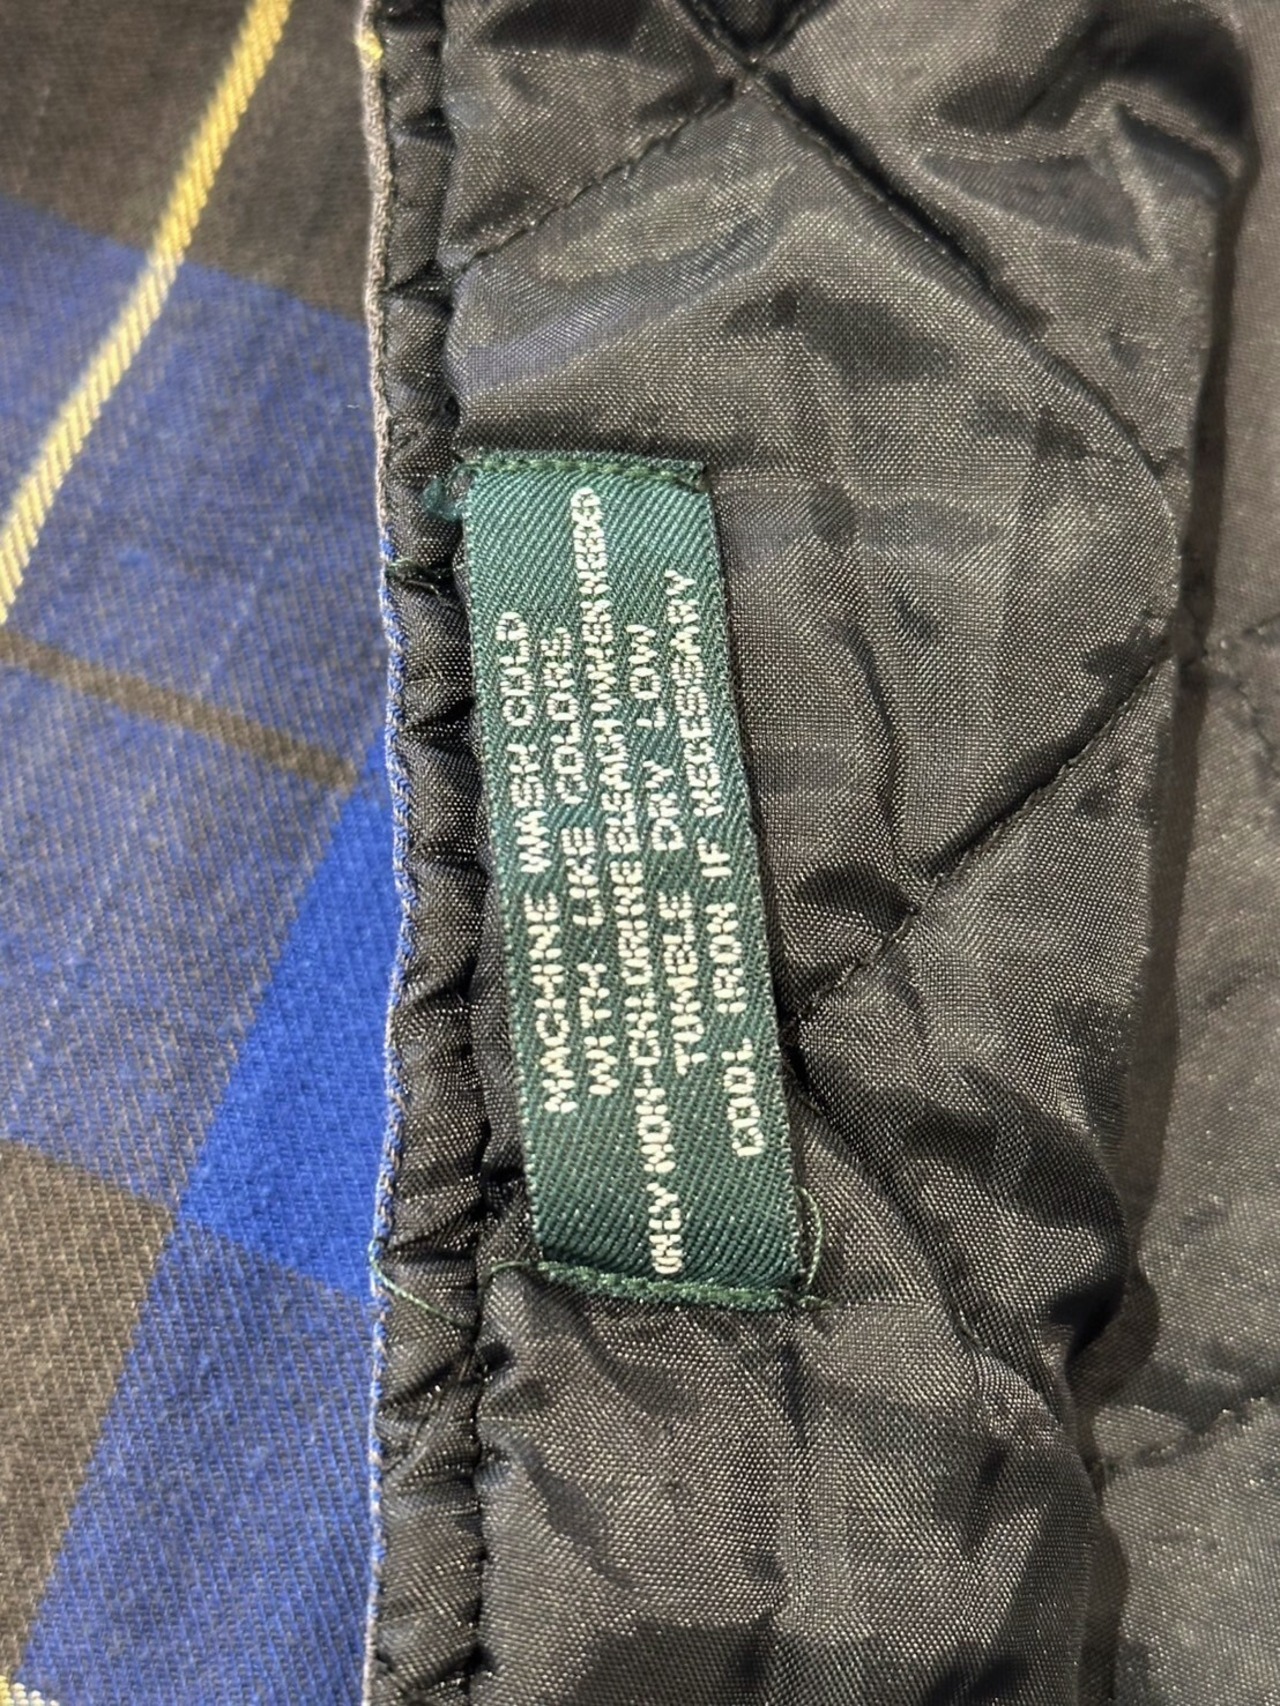 MACHINE WASH COLD
WITH LIKE COLORS
ONLY NON-CHLORINE BLEACH WHEN NEEDED
TUMBLE DRY LOW
COOL IRON IF NECESSARY